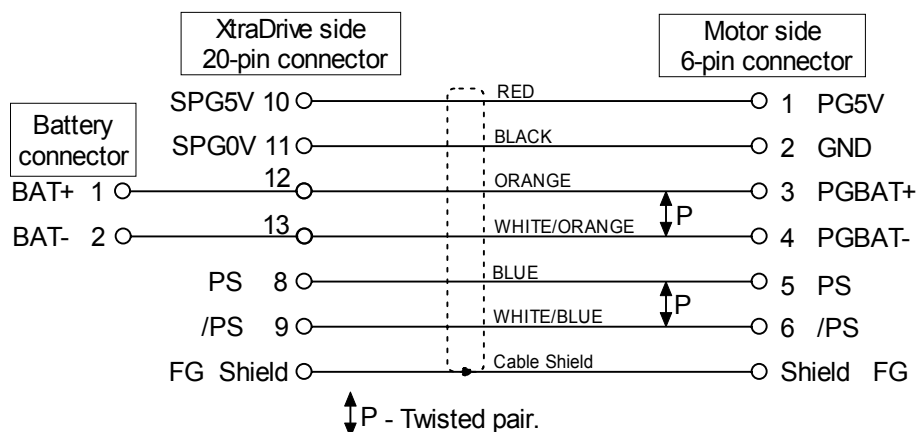 XtraDrive side
20-pin connector
Motor side
6-pin connector
Battery
connector
SPG5V 10 RED 1 PG5V
SPG0V 11 BLACK 2 GND
BAT+ 1 12 ORANGE 3 PGBAT+
P
BAT- 2 13 WHITE/ORANGE 4 PGBAT-
PS 8 BLUE 5 PS
P
/PS 9 WHITE/BLUE 6 /PS
FG Shield Cable Shield Shield FG
P - Twisted pair.